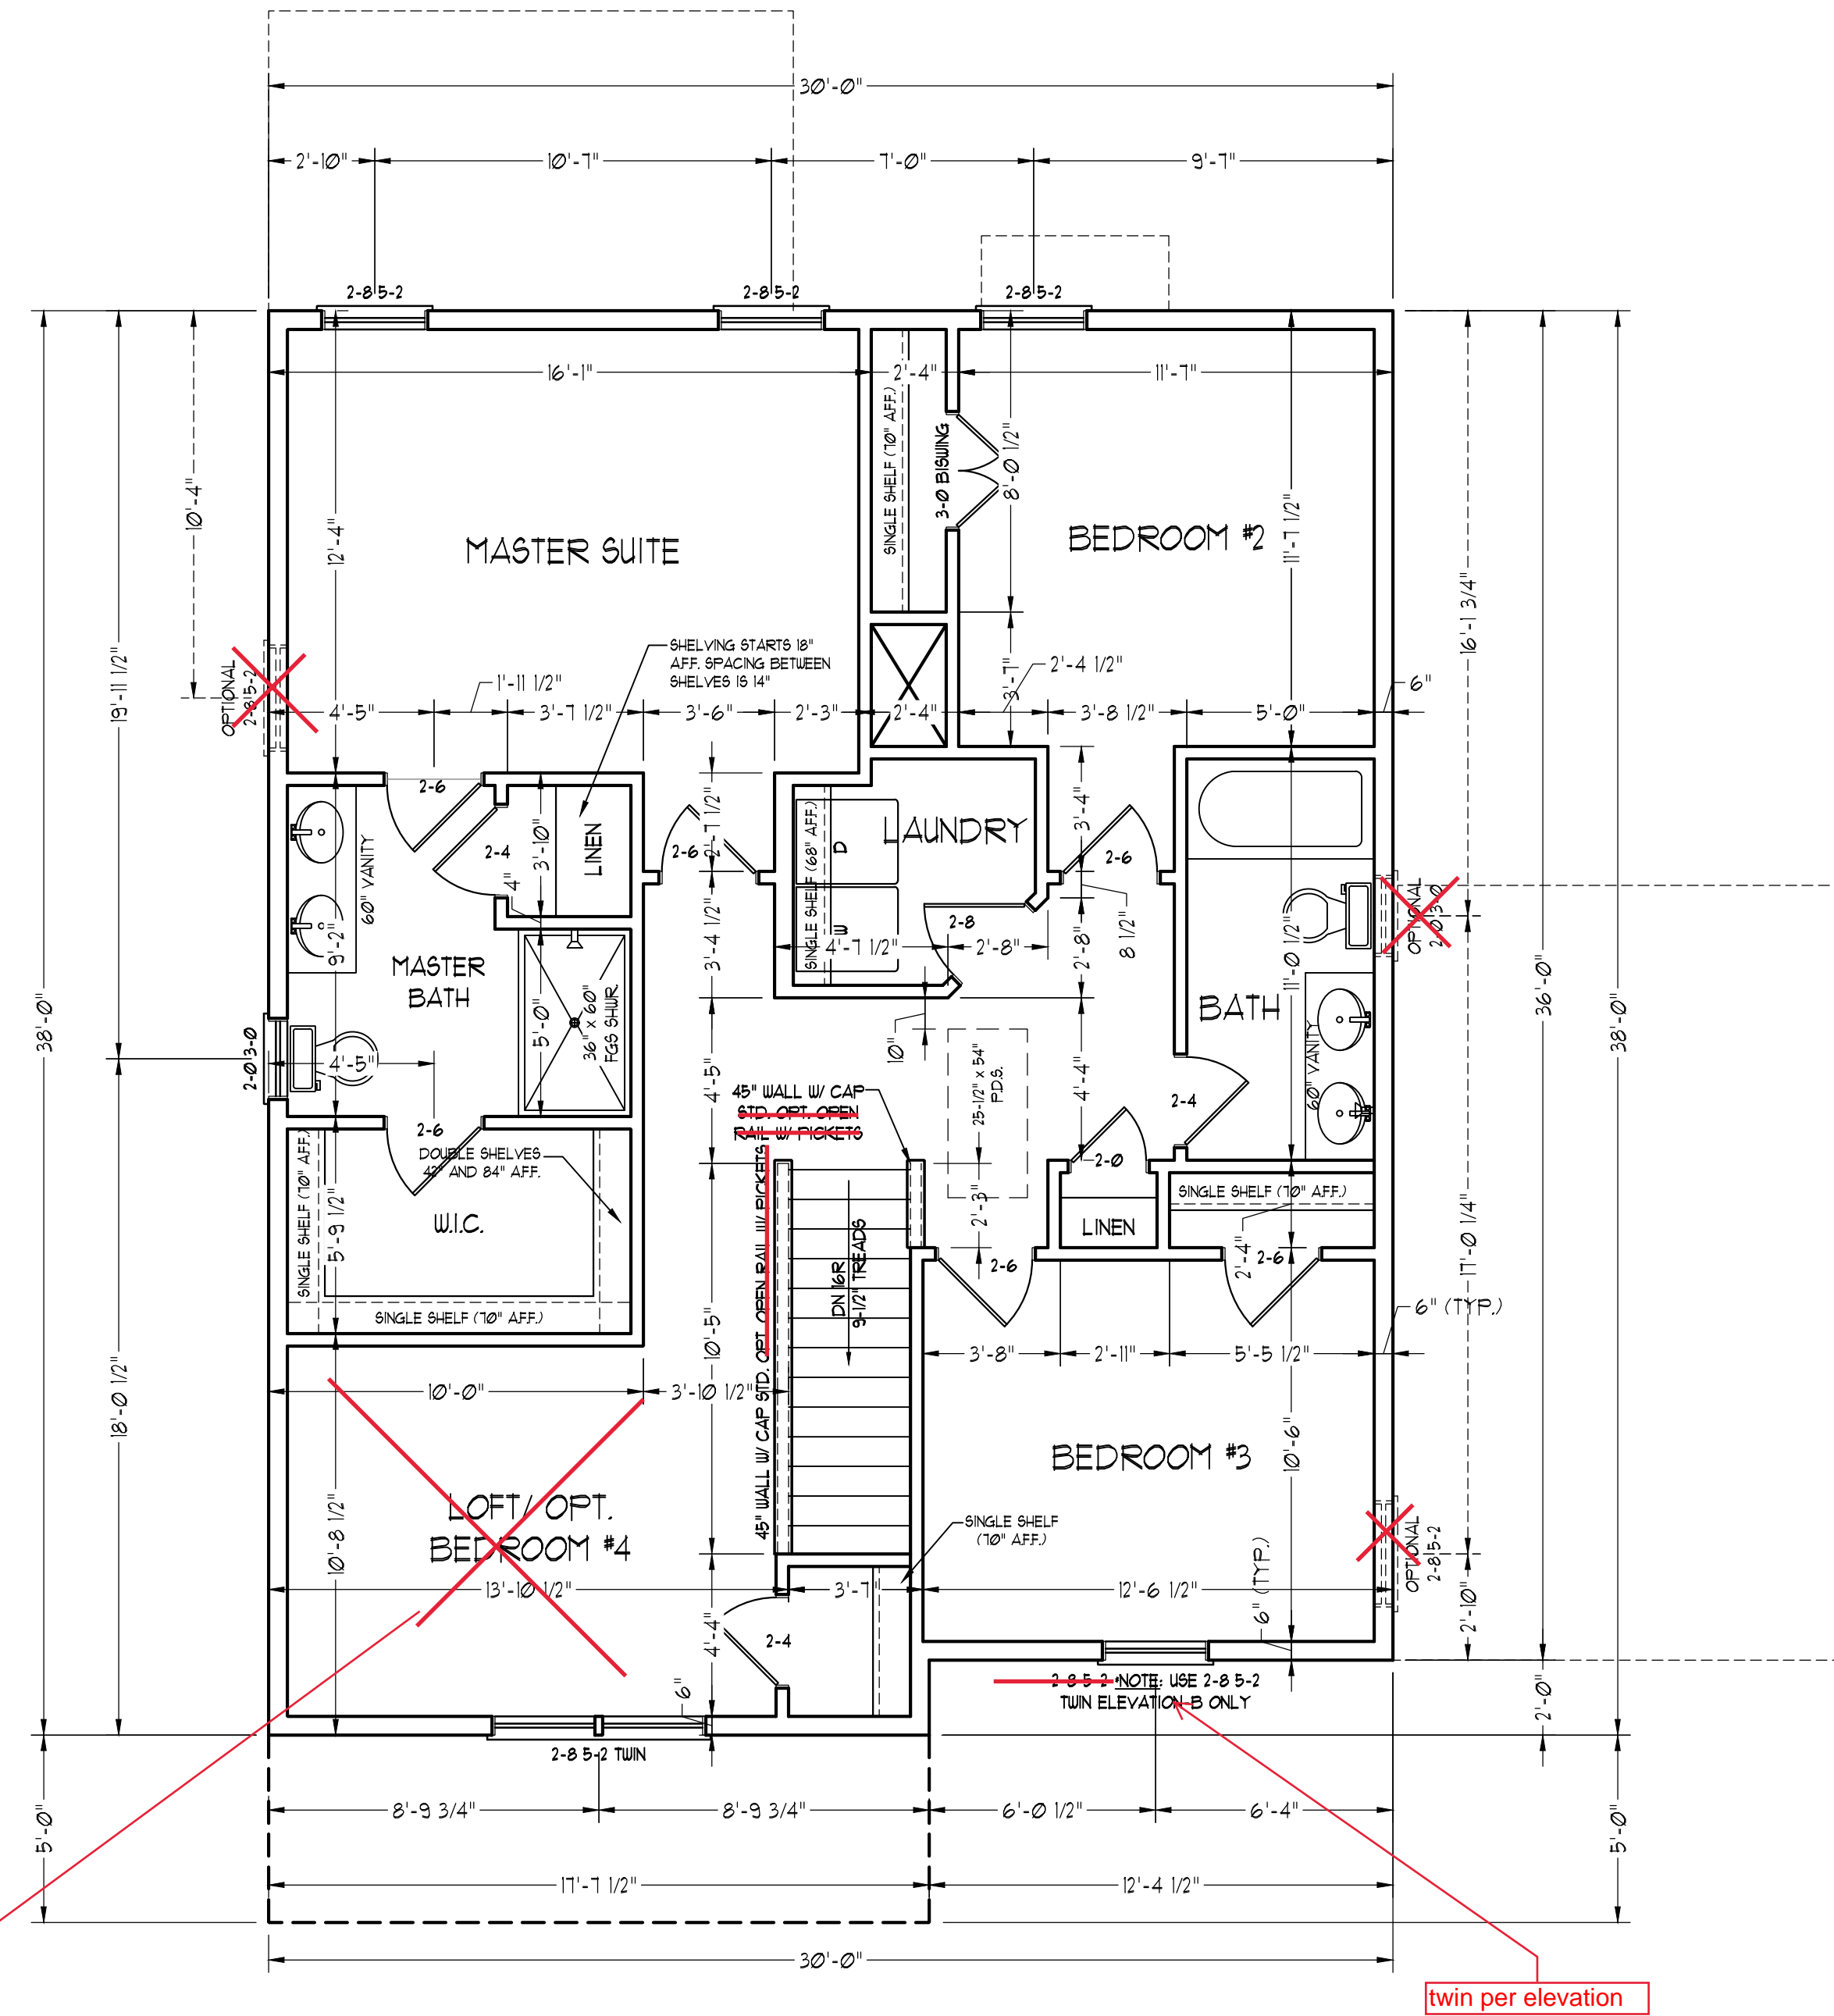 30'-0"
2'-10"
10'-7"
7'-0"
9'-7"
2-8 5-2
2-8 5-2
2-8 5-2
16'-1"
2'-4"
11'-7"
SINGLE SHELF (70" A.F.F.)
3-0 BISWING
8'-0 1/2"
11'-7 1/2"
12'-4"
10'-4"
19'-11 1/2"
38'-0"
MASTER SUITE
BEDROOM #2
16'-1 3/4"
36'-0"
38'-0"
SHELVING STARTS 18"
A.F.F. SPACING BETWEEN
SHELVES IS 14"
OPTIONAL
2-8 5-2
1'-11 1/2"
3'-7"
2'-4 1/2"
6"
4'-5"
3'-7 1/2"
3'-6"
2'-3"
2'-4"
3'-8 1/2"
5'-0"
2-6
2-4
3'-10"
LINEN
4"
60" VANITY
9'-2"
MASTER
BATH
2-6
2'-7 1/2"
3'-4 1/2"
SINGLE SHELF (68" A.F.F.)
D
W
LAUNDRY
2-8
4'-7 1/2"
2'-8"
3'-4"
2-6
2'-8"
8 1/2"
OPTIONAL
2-0 3-0
11'-0 1/2"
BATH
60" VANITY
2-0 3-0
4'-5"
5'-0"
36" x 60"
FGS SHWR.
4'-5"
10"
25-1/2" x 54"
P.D.S.
4'-4"
45" WALL W/ CAP
STD. OPT. OPEN
RAIL W/ PICKETS
2-4
2-0
2-6
DOUBLE SHELVES
42" AND 84" A.F.F.
SINGLE SHELF (70" A.F.F.)
5'-9 1/2"
W.I.C.
SINGLE SHELF (70" A.F.F.)
45" WALL W/ CAP STD. OPT. OPEN RAIL W/ PICKETS
10'-5"
DN 16R
9-1/2" TREADS
2'-3"
SINGLE SHELF (70" A.F.F.)
LINEN
2'-4"
2-6
2-6
17'-0 1/4"
6" (TYP.)
3'-8"
2'-11"
5'-5 1/2"
18'-0 1/2"
10'-0"
3'-10 1/2"
10'-8 1/2"
LOFT/ OPT.
BEDROOM #4
BEDROOM #3
10'-6"
SINGLE SHELF
(70" A.F.F.)
OPTIONAL
2-8 5-2
13'-10 1/2"
3'-7"
12'-6 1/2"
6" (TYP.)
2'-10"
4'-4"
2-4
6"
2-8 5-2 *NOTE: USE 2-8 5-2
TWIN ELEVATION-B ONLY
2'-0"
2-8 5-2 TWIN
8'-9 3/4"
8'-9 3/4"
6'-0 1/2"
6'-4"
5'-0"
5'-0"
17'-7 1/2"
12'-4 1/2"
30'-0"
twin per elevation